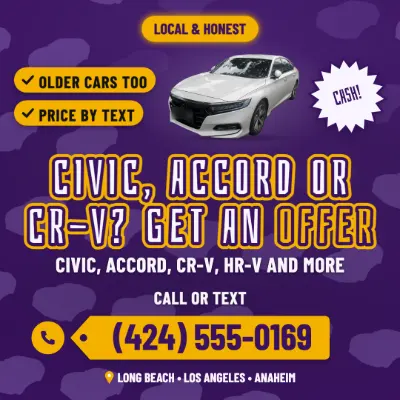 LOCAL & HONEST
OLDER CARS TOO
PRICE BY TEXT
CASH!
CIVIC, ACCORD OR
CR-V? GET AN OFFER
CIVIC, ACCORD, CR-V, HR-V AND MORE
CALL OR TEXT
(424) 555-0169
LONG BEACH • LOS ANGELES • ANAHEIM